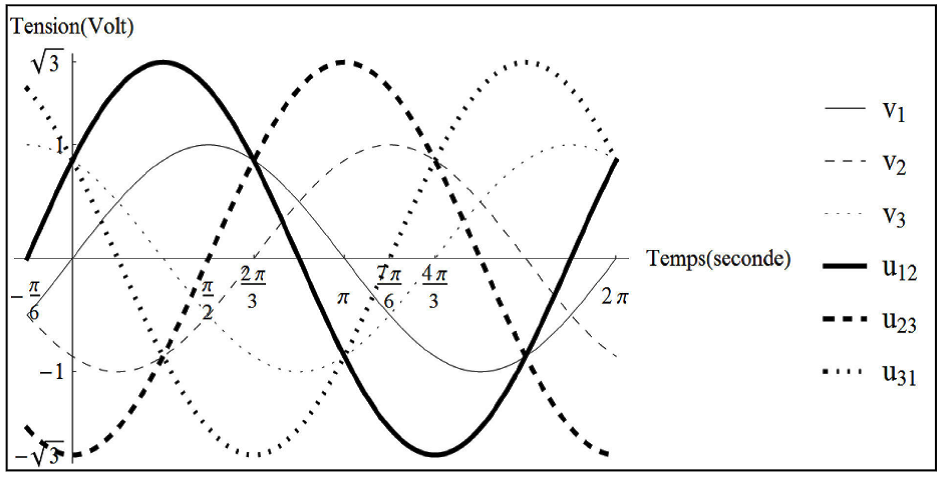 Tension(Volt)
√3
1
−1
−√3
−π/6
π/2
2π/3
π
7π/6
4π/3
2π
Temps(seconde)
v₁
v₂
v₃
u₁₂
u₂₃
u₃₁